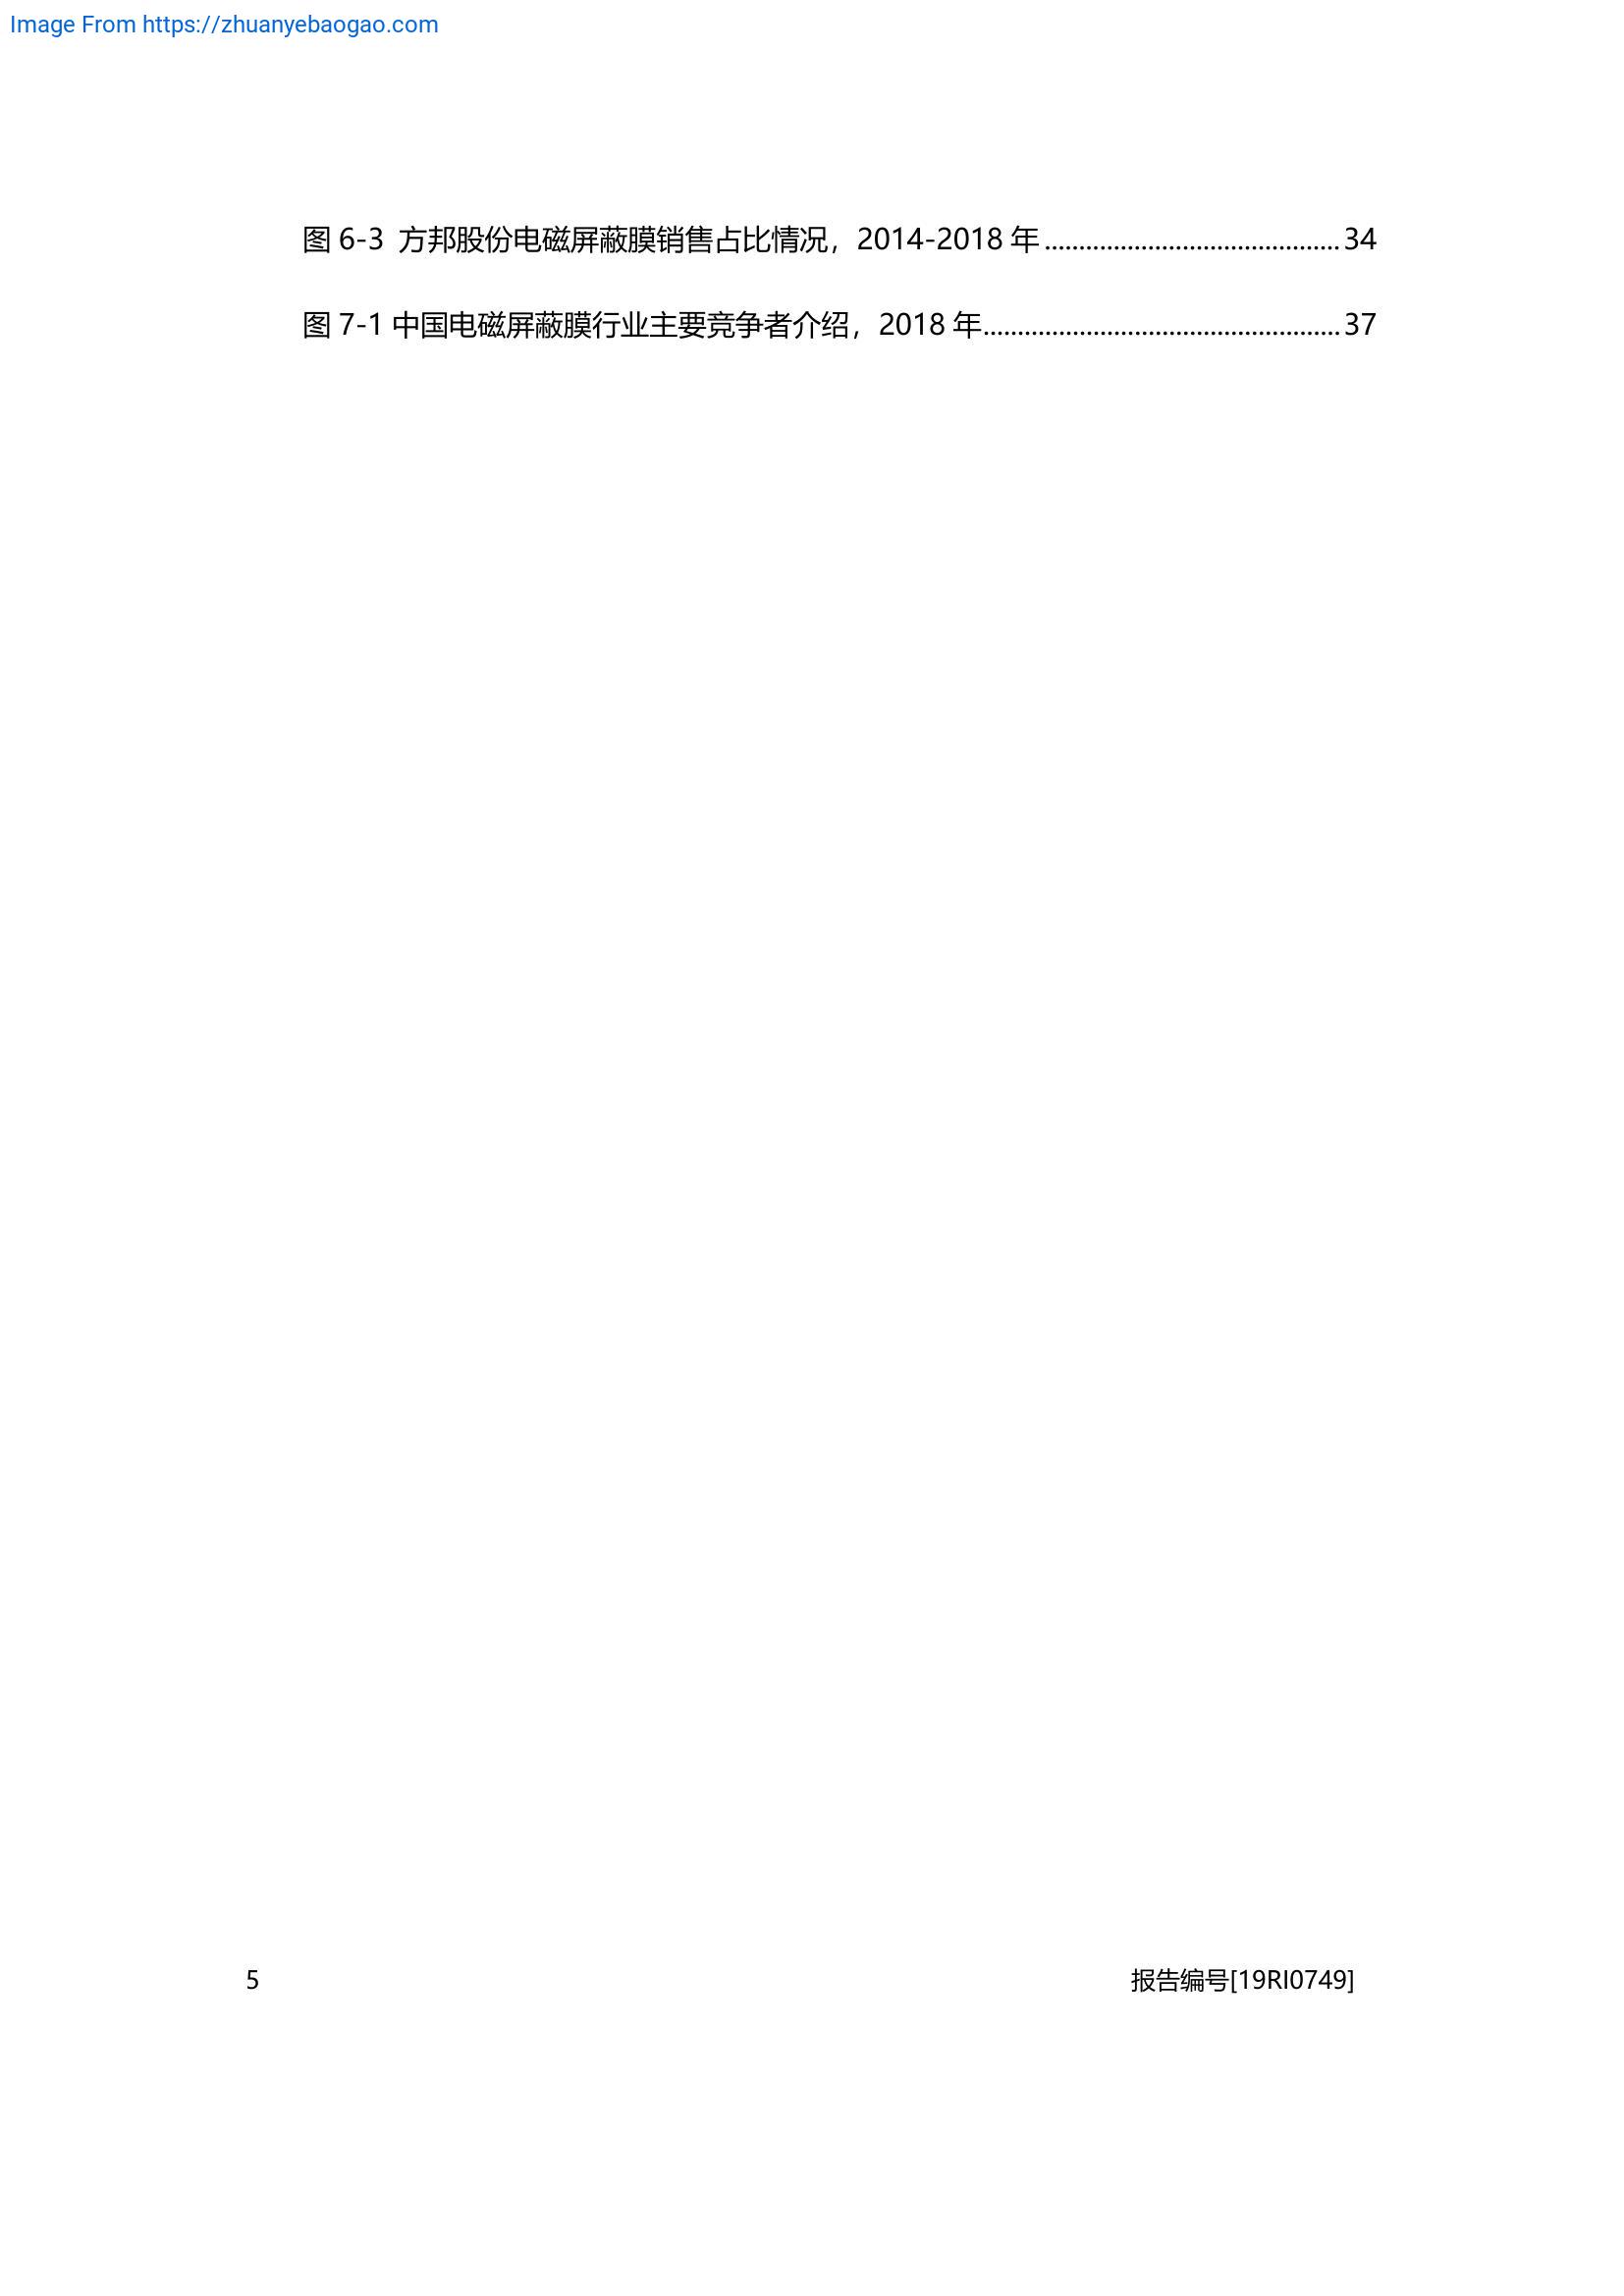 Image From https://zhuanyebaogao.com
图 6-3  方邦股份电磁屏蔽膜销售占比情况，2014-2018 年 ........................................... 34
图 7-1 中国电磁屏蔽膜行业主要竞争者介绍，2018 年.................................................... 37
5 报告编号[19RI0749]